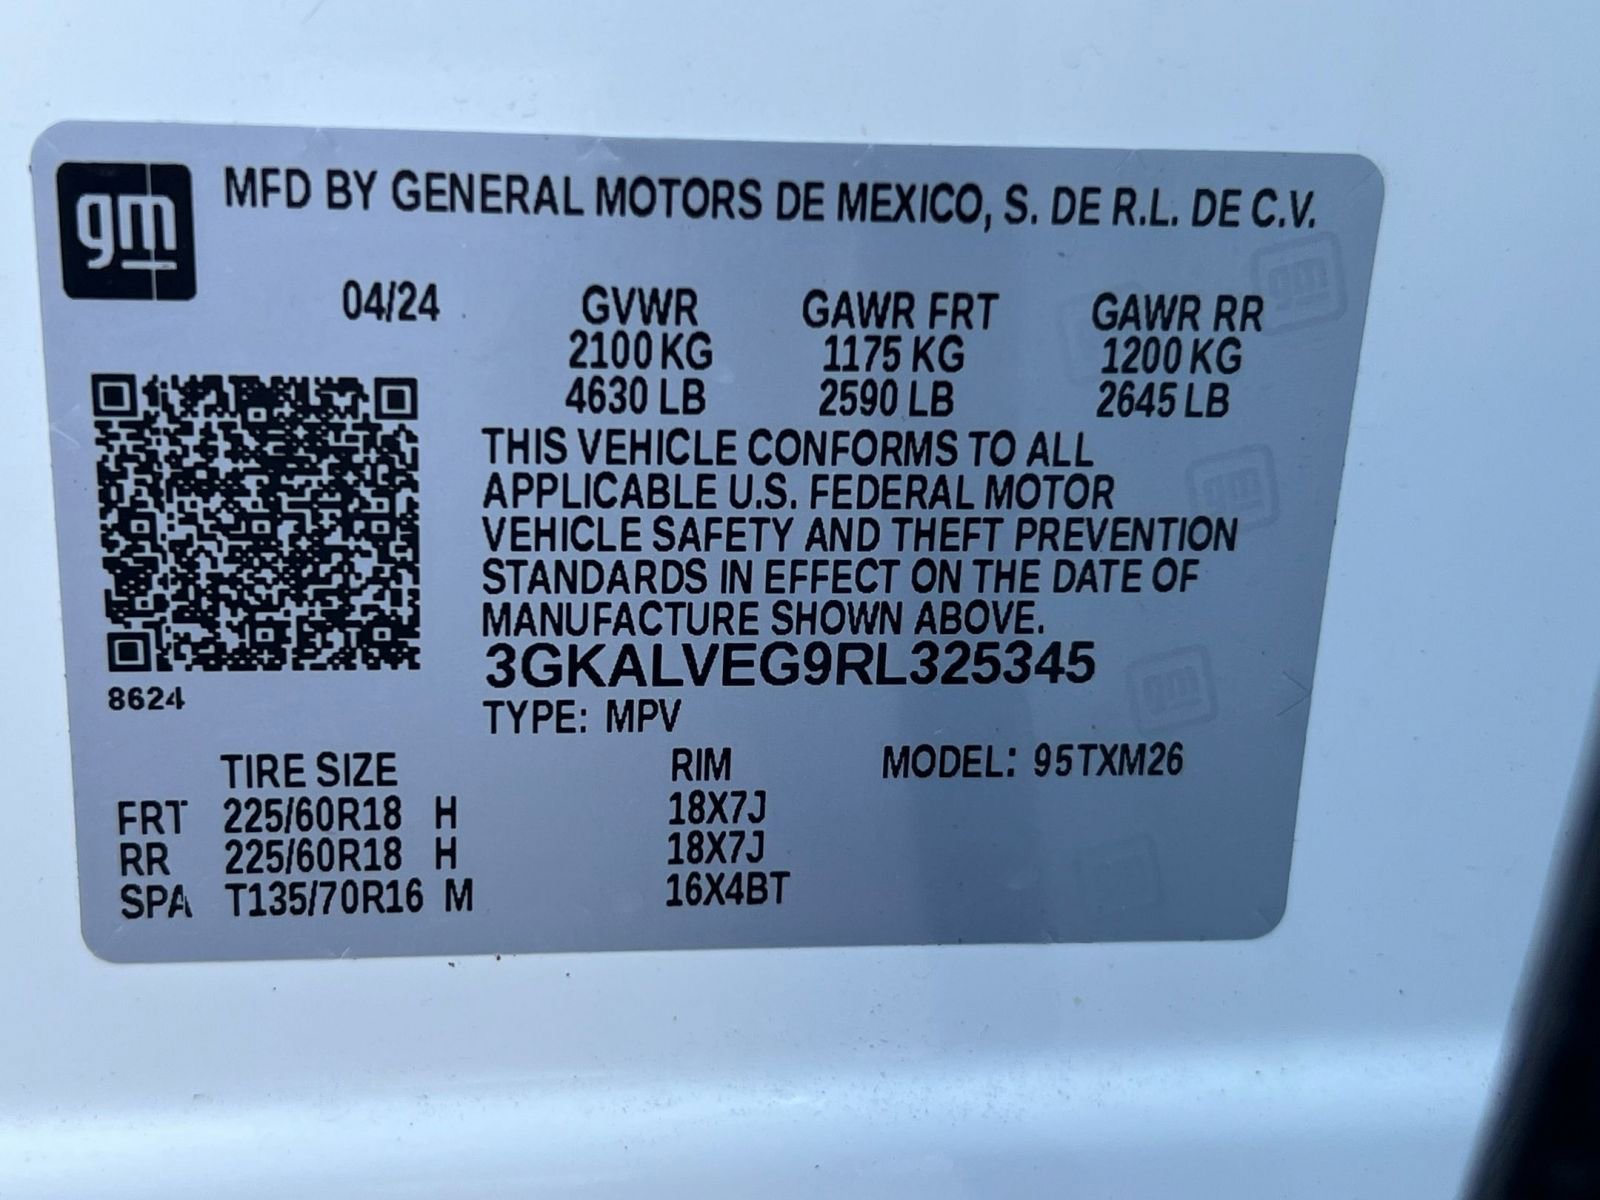 gm
MFD BY GENERAL MOTORS DE MEXICO, S. DE R.L. DE C.V.
04/24 GVWR GAWR FRT GAWR RR
2100 KG 1175 KG 1200 KG
4630 LB 2590 LB 2645 LB
THIS VEHICLE CONFORMS TO ALL
APPLICABLE U.S. FEDERAL MOTOR
VEHICLE SAFETY AND THEFT PREVENTION
STANDARDS IN EFFECT ON THE DATE OF
MANUFACTURE SHOWN ABOVE.
3GKALVEG9RL325345
8624
TYPE: MPV
TIRE SIZE RIM MODEL: 95TXM26
FRT 225/60R18 H 18X7J
RR 225/60R18 H 18X7J
SPA T135/70R16 M 16X4BT